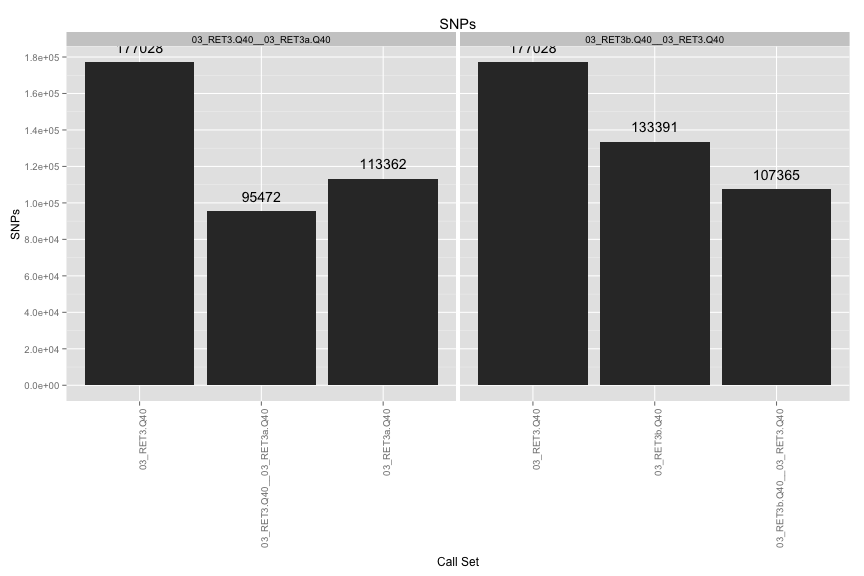 SNPs
03_RET3.Q40__03_RET3a.Q40
03_RET3b.Q40__03_RET3.Q40
177028
95472
113362
177028
133391
107365
SNPs
1.8e+05
1.6e+05
1.4e+05
1.2e+05
1.0e+05
8.0e+04
6.0e+04
4.0e+04
2.0e+04
0.0e+00
03_RET3.Q40
03_RET3.Q40__03_RET3a.Q40
03_RET3a.Q40
03_RET3.Q40
03_RET3b.Q40
03_RET3b.Q40__03_RET3.Q40
Call Set